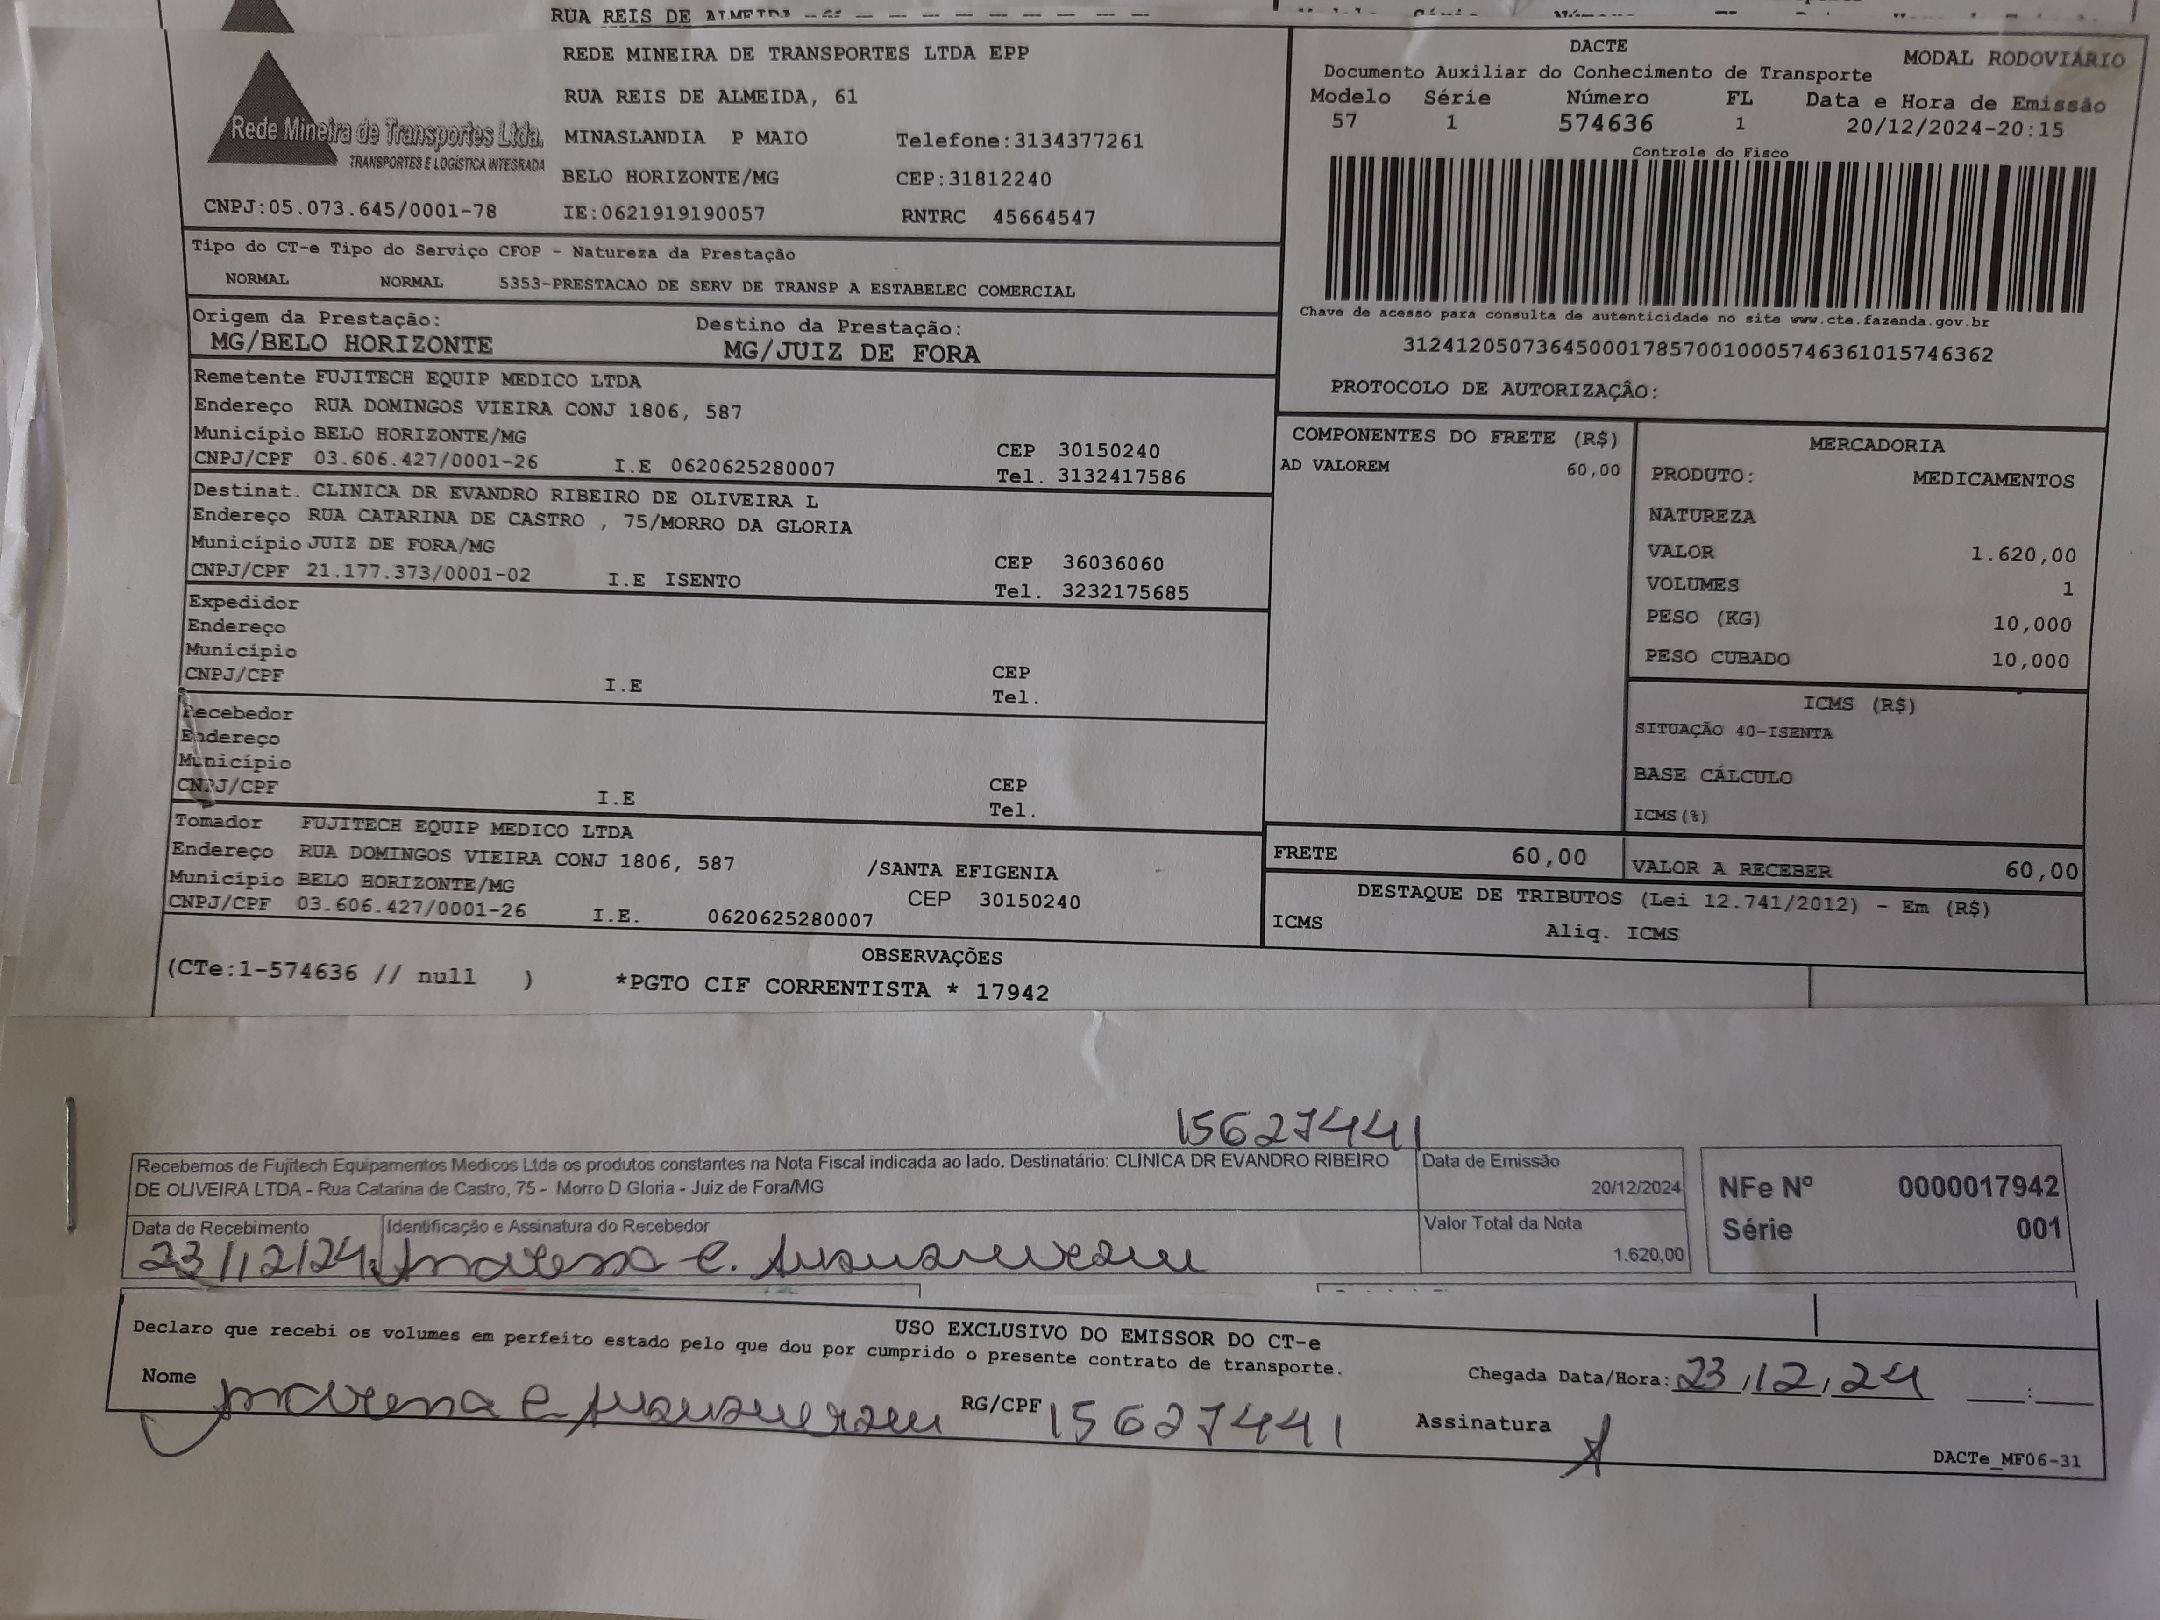 RUA REIS DE ALMEIDA
REDE MINEIRA DE TRANSPORTES LTDA EPP
RUA REIS DE ALMEIDA, 61
MINASLANDIA P MAIO Telefone:3134377261
BELO HORIZONTE/MG CEP:31812240
CNPJ:05.073.645/0001-78 IE:0621919190057 RNTRC 45664547
Rede Mineira de Transportes Ltda.
TRANSPORTES E LOGÍSTICA INTEGRADA
DACTE MODAL RODOVIÁRIO
Documento Auxiliar do Conhecimento de Transporte
Modelo Série Número FL Data e Hora de Emissão
57 1 574636 1 20/12/2024-20:15
Controle do Fisco
Chave de acesso para consulta de autenticidade no site www.cte.fazenda.gov.br
31241205073645000178570010005746361015746362
PROTOCOLO DE AUTORIZAÇÂO:
Tipo do CT-e Tipo do Serviço CFOP - Natureza da Prestação
NORMAL NORMAL 5353-PRESTACAO DE SERV DE TRANSP A ESTABELEC COMERCIAL
Origem da Prestação: Destino da Prestação:
MG/BELO HORIZONTE MG/JUIZ DE FORA
Remetente FUJITECH EQUIP MEDICO LTDA
Endereço RUA DOMINGOS VIEIRA CONJ 1806, 587
Município BELO HORIZONTE/MG CEP 30150240
CNPJ/CPF 03.606.427/0001-26 I.E 0620625280007 Tel. 3132417586
Destinat. CLINICA DR EVANDRO RIBEIRO DE OLIVEIRA L
Endereço RUA CATARINA DE CASTRO , 75/MORRO DA GLORIA
Município JUIZ DE FORA/MG CEP 36036060
CNPJ/CPF 21.177.373/0001-02 I.E ISENTO Tel. 3232175685
Expedidor
Endereço
Município CEP
CNPJ/CPF I.E Tel.
Recebedor
Endereço
Município CEP
CNPJ/CPF I.E Tel.
Tomador FUJITECH EQUIP MEDICO LTDA
Endereço RUA DOMINGOS VIEIRA CONJ 1806, 587 /SANTA EFIGENIA
Município BELO HORIZONTE/MG CEP 30150240
CNPJ/CPF 03.606.427/0001-26 I.E. 0620625280007
COMPONENTES DO FRETE (R$)
AD VALOREM 60,00
MERCADORIA
PRODUTO: MEDICAMENTOS
NATUREZA
VALOR 1.620,00
VOLUMES 1
PESO (KG) 10,000
PESO CUBADO 10,000
ICMS (R$)
SITUAÇÃO 40-ISENTA
BASE CÁLCULO
ICMS(%)
FRETE 60,00 VALOR A RECEBER 60,00
DESTAQUE DE TRIBUTOS (Lei 12.741/2012) - Em (R$)
ICMS Aliq. ICMS
OBSERVAÇÕES
(CTe:1-574636 // null ) *PGTO CIF CORRENTISTA * 17942
15627441
Recebemos de Fujitech Equipamentos Medicos Ltda os produtos constantes na Nota Fiscal indicada ao lado. Destinatário: CLINICA DR EVANDRO RIBEIRO
DE OLIVEIRA LTDA - Rua Catarina de Castro, 75 - Morro D Gloria - Juiz de Fora/MG
Data de Emissão
20/12/2024
NFe Nº 0000017942
Série 001
Data de Recebimento Identificação e Assinatura do Recebedor Valor Total da Nota
23/12/24
1.620,00
USO EXCLUSIVO DO EMISSOR DO CT-e
Declaro que recebi os volumes em perfeito estado pelo que dou por cumprido o presente contrato de transporte.
Chegada Data/Hora: 23,12,24 ___:___
Nome RG/CPF 15627441 Assinatura
DACTe_MF06-31